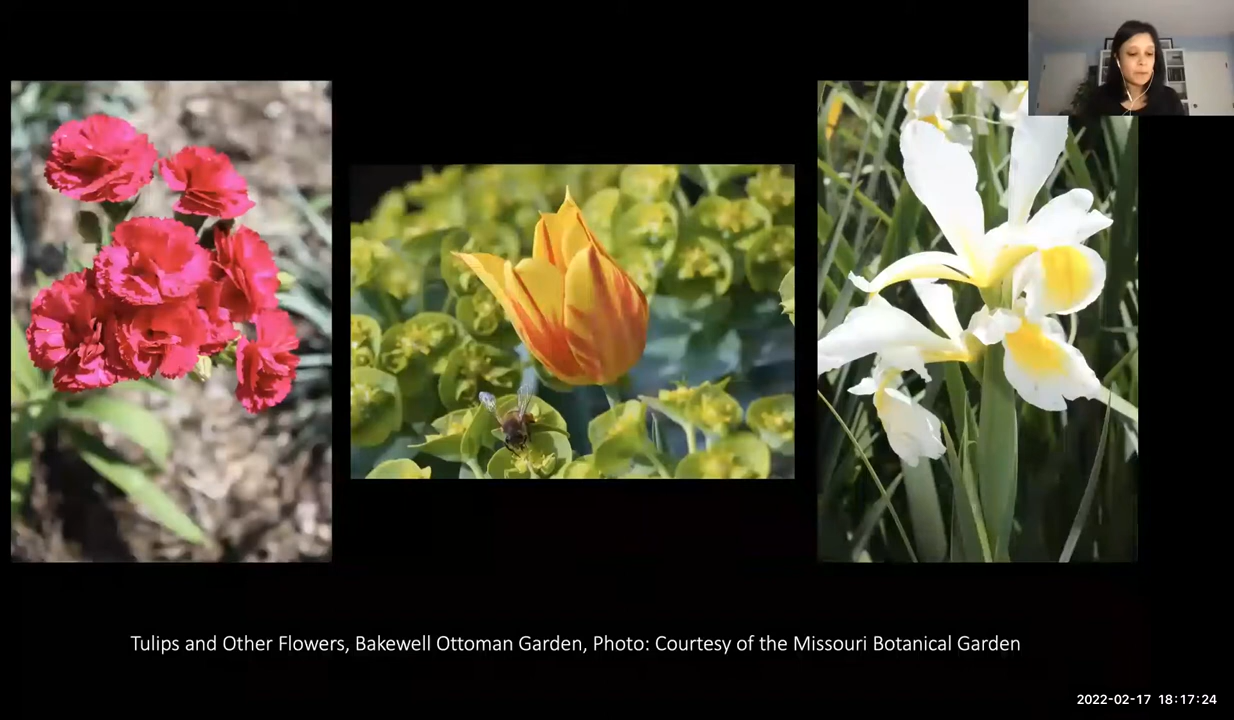 Tulips and Other Flowers, Bakewell Ottoman Garden, Photo: Courtesy of the Missouri Botanical Garden
2022-02-17 18:17:24